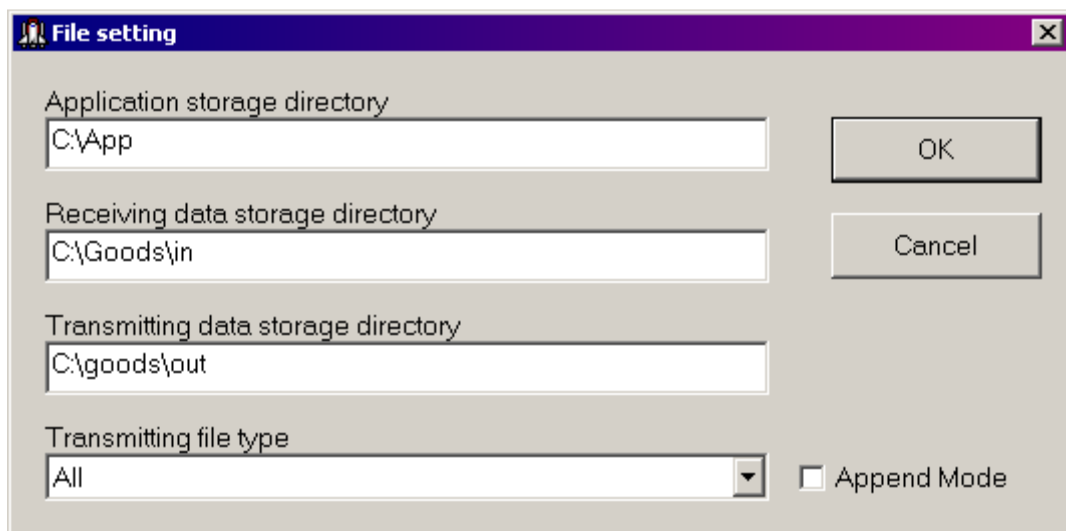 File setting
Application storage directory
C:\App
OK
Receiving data storage directory
C:\Goods\in
Cancel
Transmitting data storage directory
C:\goods\out
Transmitting file type
All
Append Mode